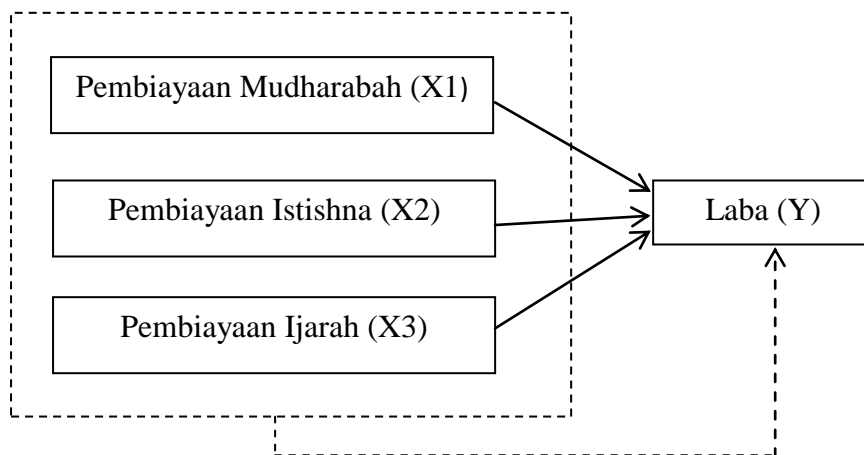 Pembiayaan Mudharabah (X1)
Pembiayaan Istishna (X2)
Laba (Y)
Pembiayaan Ijarah (X3)